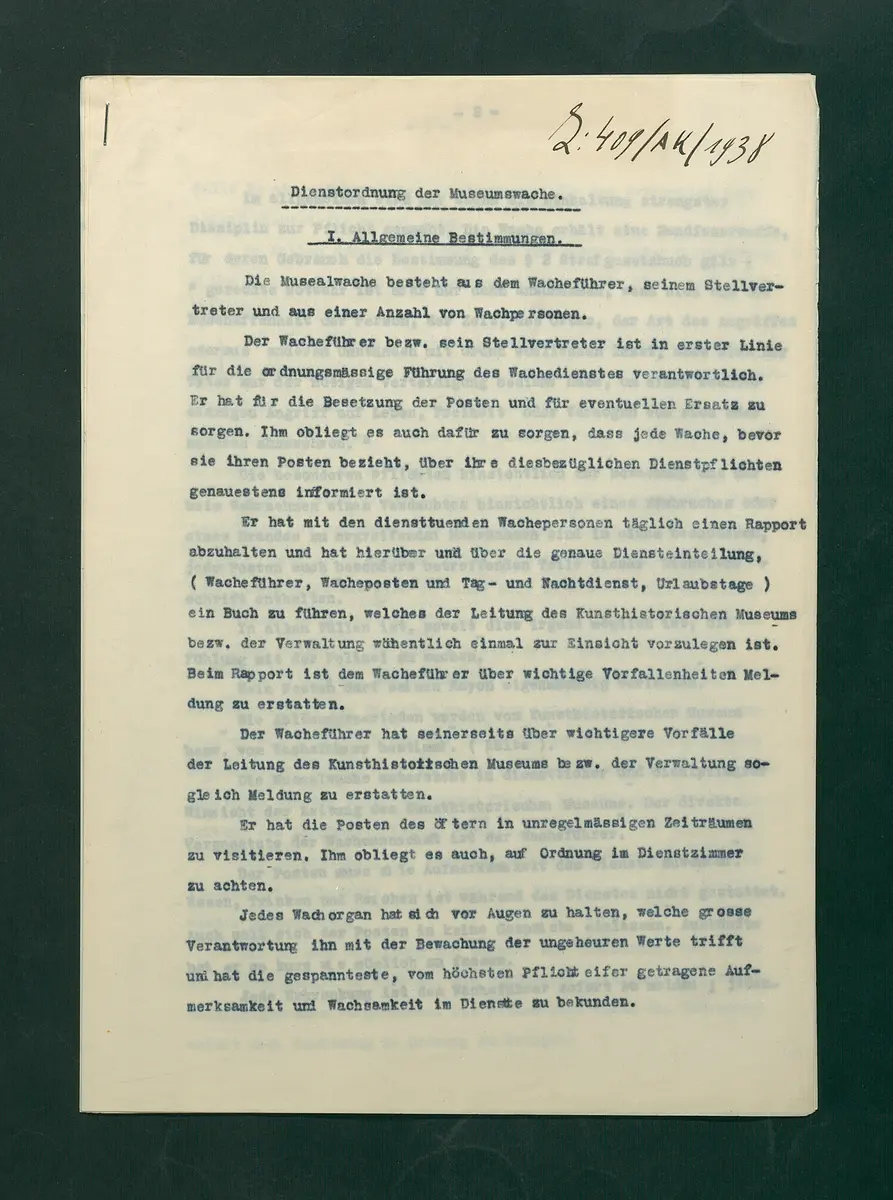 Z: 409/AK/1938
Dienstordnung der Museumswache.
I. Allgemeine Bestimmungen.
Die Musealwache besteht aus dem Wacheführer, seinem Stellver-
treter und aus einer Anzahl von Wachpersonen.
Der Wacheführer bezw. sein Stellvertreter ist in erster Linie
für die ordnungsmässige Führung des Wachedienstes verantwortlich.
Er hat für die Besetzung der Posten und für eventuellen Ersatz zu
sorgen. Ihm obliegt es auch dafür zu sorgen, dass jede Wache, bevor
sie ihren Posten bezieht, über ihre diesbezüglichen Dienstpflichten
genauestens informiert ist.
Er hat mit den diensttuenden Wachepersonen täglich einen Rapport
abzuhalten und hat hierüber und über die genaue Diensteinteilung,
( Wacheführer, Wacheposten und Tag- und Nachtdienst, Urlaubstage )
ein Buch zu führen, welches der Leitung des Kunsthistorischen Museums
bezw. der Verwaltung wöhentlich einmal zur Einsicht vorzulegen ist.
Beim Rapport ist dem Wacheführer über wichtige Vorfallenheiten Mel-
dung zu erstatten.
Der Wacheführer hat seinerseits über wichtigere Vorfälle
der Leitung des Kunsthistorischen Museums bezw. der Verwaltung so-
gleich Meldung zu erstatten.
Er hat die Posten des öftern in unregelmässigen Zeiträumen
zu visitieren. Ihm obliegt es auch, auf Ordnung im Dienstzimmer
zu achten.
Jedes Wachorgan hat sich vor Augen zu halten, welche grosse
Verantwortung ihn mit der Bewachung der ungeheuren Werte trifft
und hat die gespannteste, vom höchsten Pflichteifer getragene Auf-
merksamkeit und Wachsamkeit im Dienste zu bekunden.